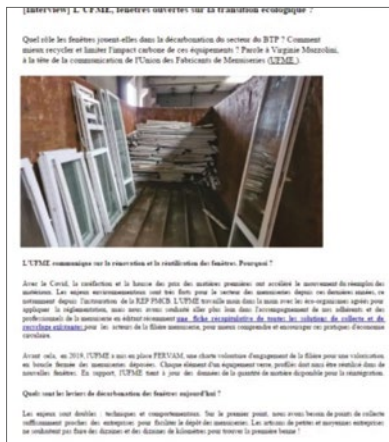 [Interview] L'UFME, fenêtres ouvertes sur la transition écologique ?
Quel rôle les fenêtres jouent-elles dans la décarbonation du secteur du BTP ? Comment
mieux recycler et limiter l'impact carbone de ces équipements ? Parole à Virginie Muzzolini,
à la tête de la communication de l'Union des Fabricants de Menuiseries (UFME ).
L'UFME communique sur la rénovation et la réutilisation des fenêtres. Pourquoi ?
Avec le Covid, la raréfaction et la hausse des prix des matières premières ont accéléré le mouvement du réemploi des
matériaux. Les enjeux environnementaux sont très forts pour le secteur des menuiseries depuis ces dernières années, et
notamment depuis l'instauration de la REP PMCB. L'UFME travaille main dans la main avec les éco-organismes agréés pour
appliquer la réglementation, mais nous avons souhaité aller plus loin dans l'accompagnement de nos adhérents et des
professionnels de la menuiserie en éditant récemment une fiche récapitulative de toutes les solutions de collecte et de
recyclage existantes pour les acteurs de la filière menuiserie, pour mieux comprendre et encourager ces pratiques d'économie
circulaire.
Avant cela, en 2019, l'UFME a mis en place FERVAM, une charte volontaire d'engagement de la filière pour une valorisation
en boucle fermée des menuiseries déposées. Chaque élément d'un équipement verre, profilés doit ainsi être réutilisé dans de
nouvelles fenêtres. En support, l'UFME tient à jour des données de la quantité de matière disponible pour la réintégration.
Quels sont les leviers de décarbonation des fenêtres aujourd'hui ?
Les enjeux sont doubles : techniques et comportementaux. Sur le premier point, nous avons besoin de points de collecte
suffisamment proches des entreprises pour faciliter le dépôt des menuiseries. Les artisans de petites et moyennes entreprises
ne souhaitent pas faire des dizaines et des dizaines de kilomètres pour trouver la première benne !